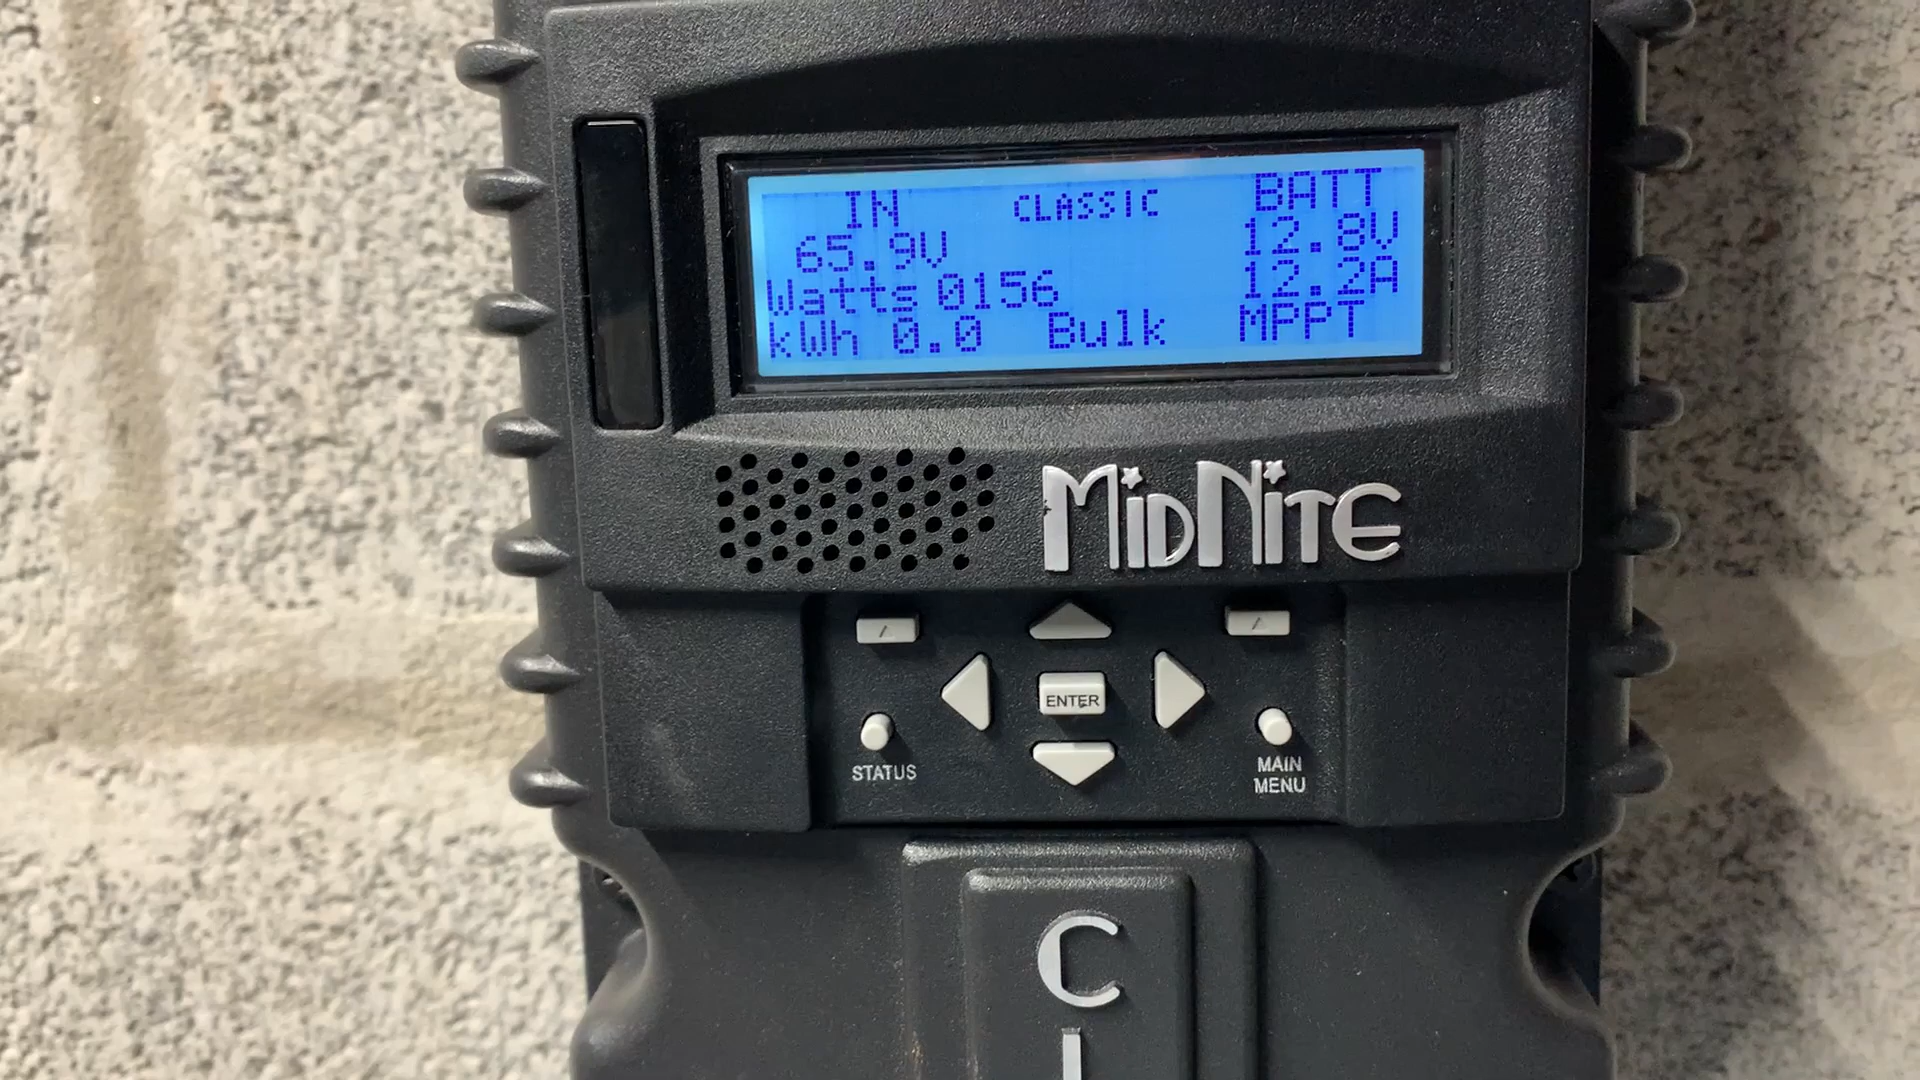 IN CLASSIC BATT
65.9V 12.8V
Watts 0156 12.2A
kWh 0.0 Bulk MPPT
MIDNITE
ENTER
STATUS
MAIN
MENU
C
L